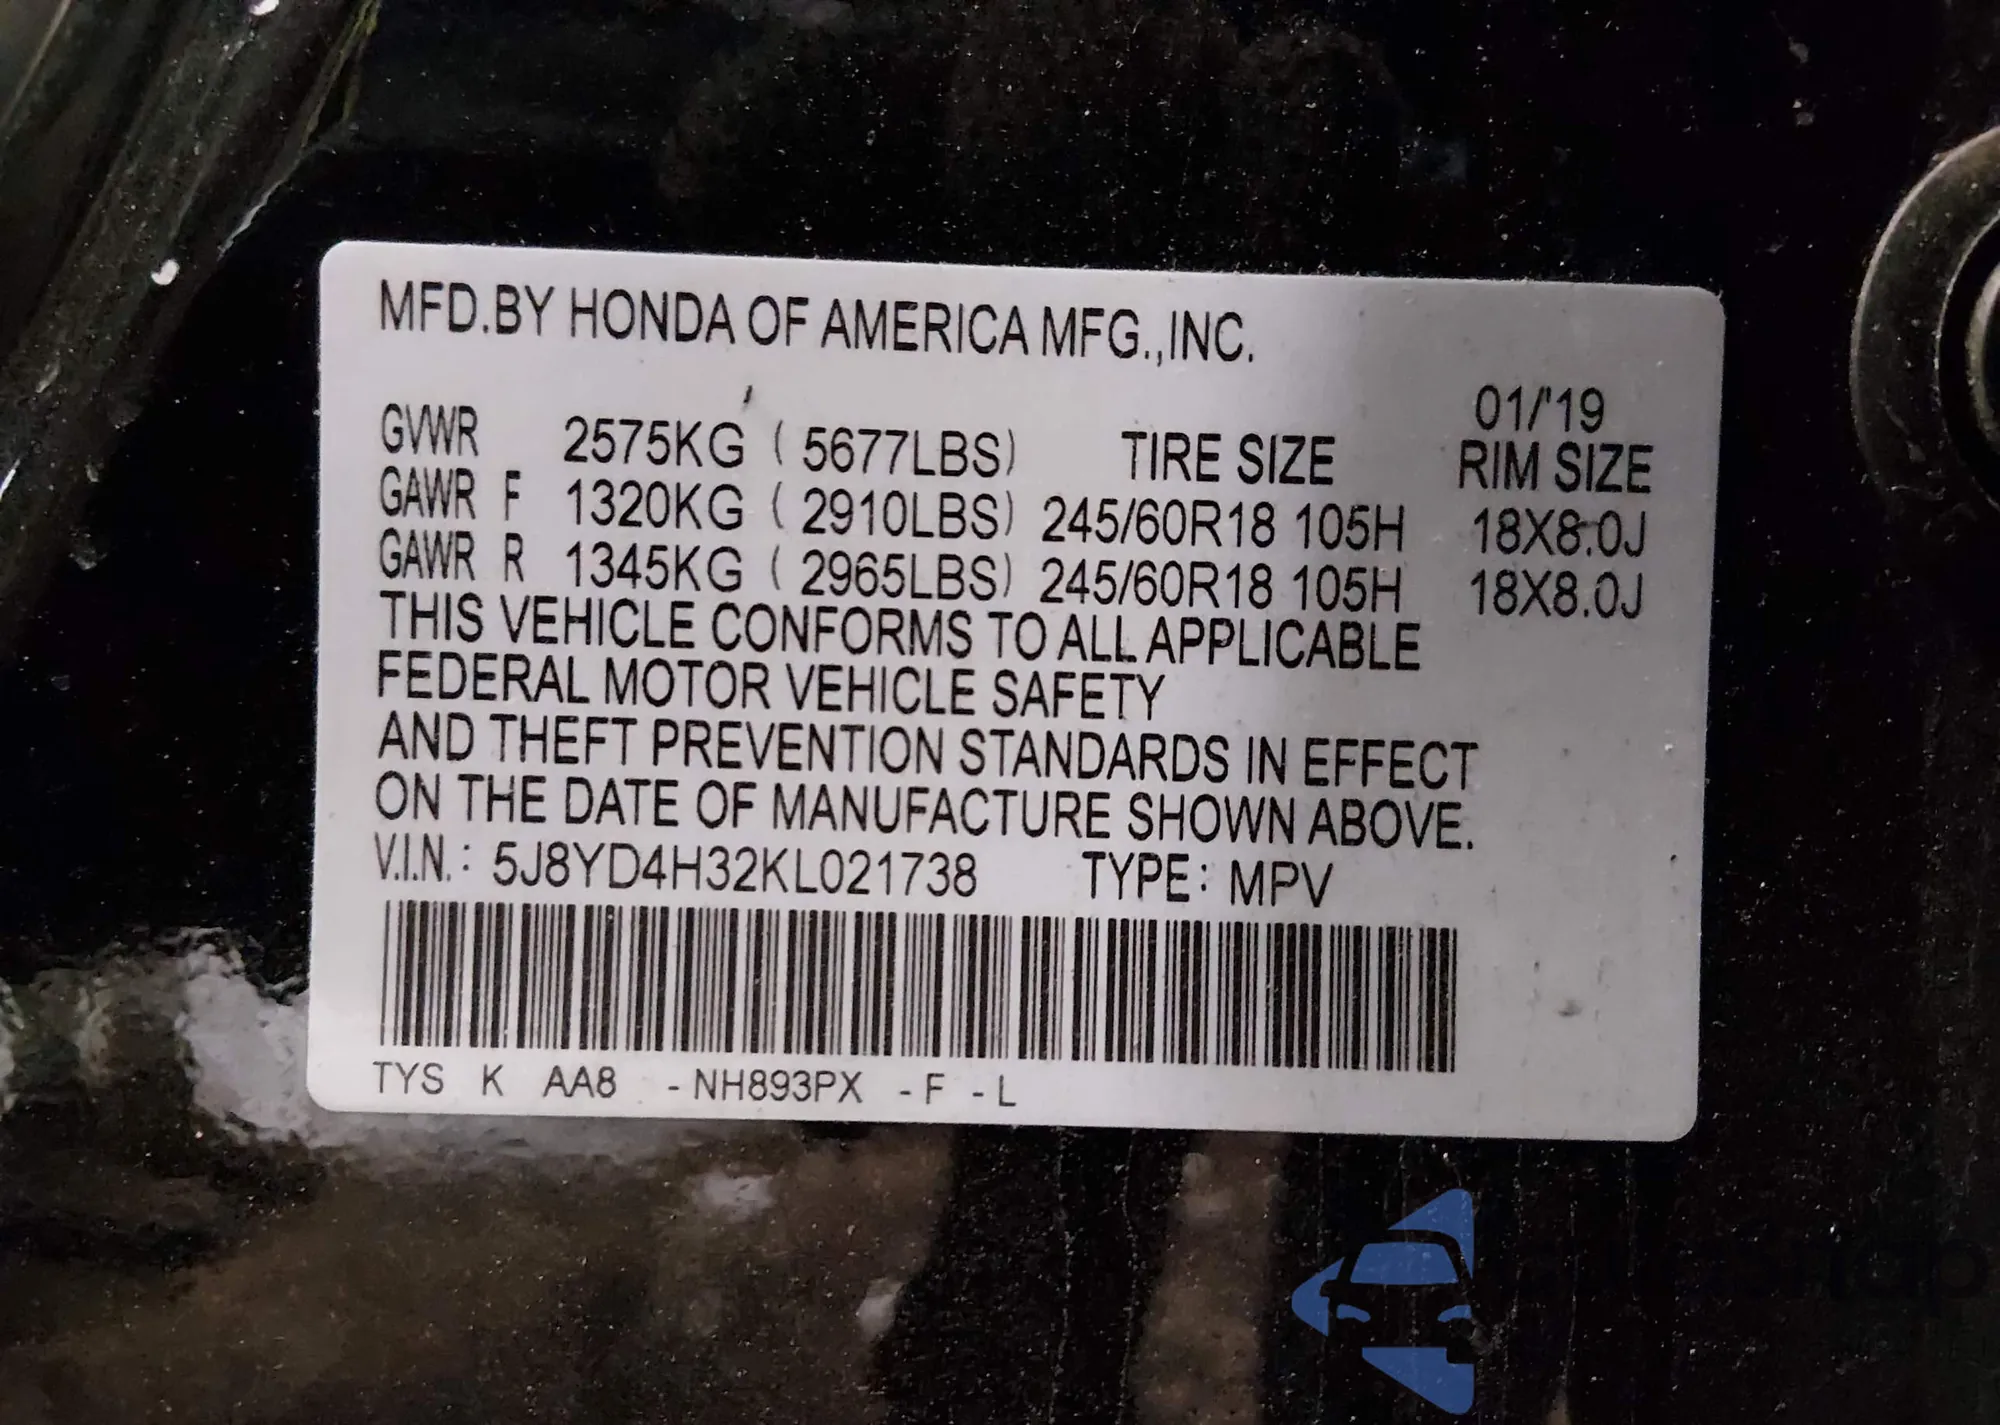 MFD.BY HONDA OF AMERICA MFG.,INC.
01/'19
GVWR 2575KG ( 5677LBS) TIRE SIZE RIM SIZE
GAWR F 1320KG ( 2910LBS) 245/60R18 105H 18X8.0J
GAWR R 1345KG ( 2965LBS) 245/60R18 105H 18X8.0J
THIS VEHICLE CONFORMS TO ALL APPLICABLE
FEDERAL MOTOR VEHICLE SAFETY
AND THEFT PREVENTION STANDARDS IN EFFECT
ON THE DATE OF MANUFACTURE SHOWN ABOVE.
V.I.N.: 5J8YD4H32KL021738 TYPE: MPV
TYS K AA8 -NH893PX -F -L